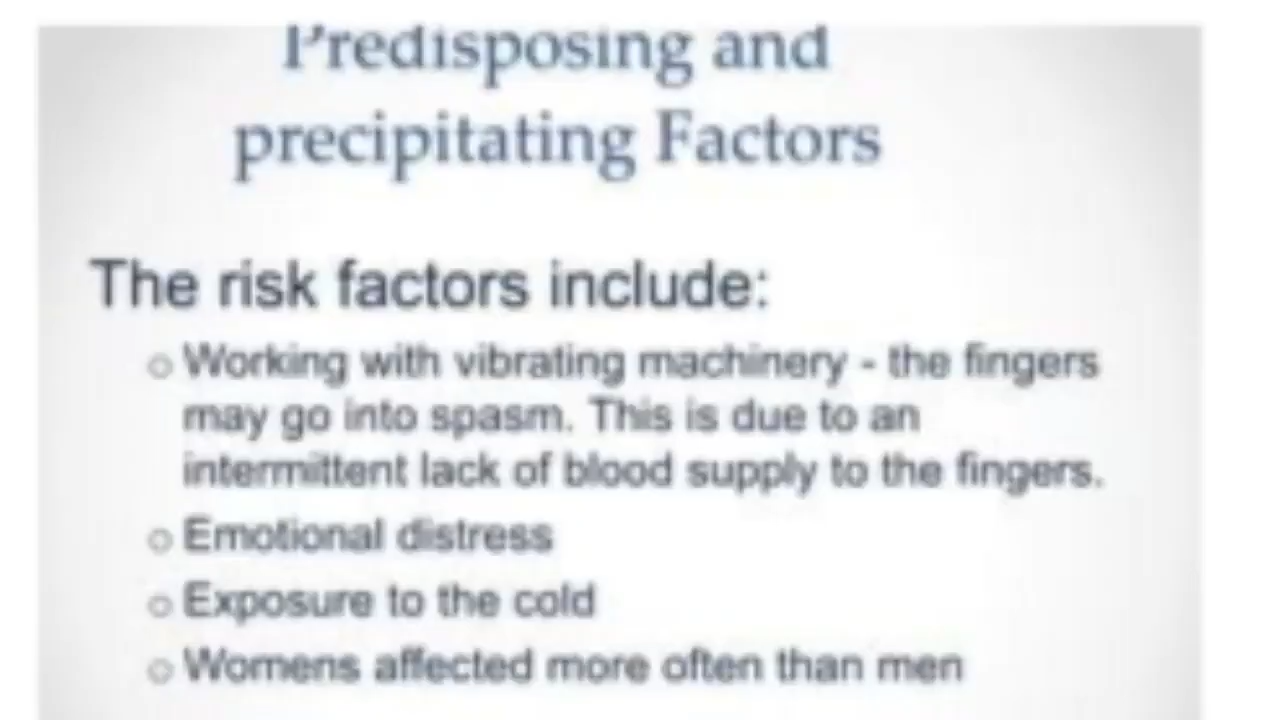 Predisposing and
precipitating Factors
The risk factors include:
○ Working with vibrating machinery - the fingers
may go into spasm. This is due to an
intermittent lack of blood supply to the fingers.
○ Emotional distress
○ Exposure to the cold
○ Womens affected more often than men